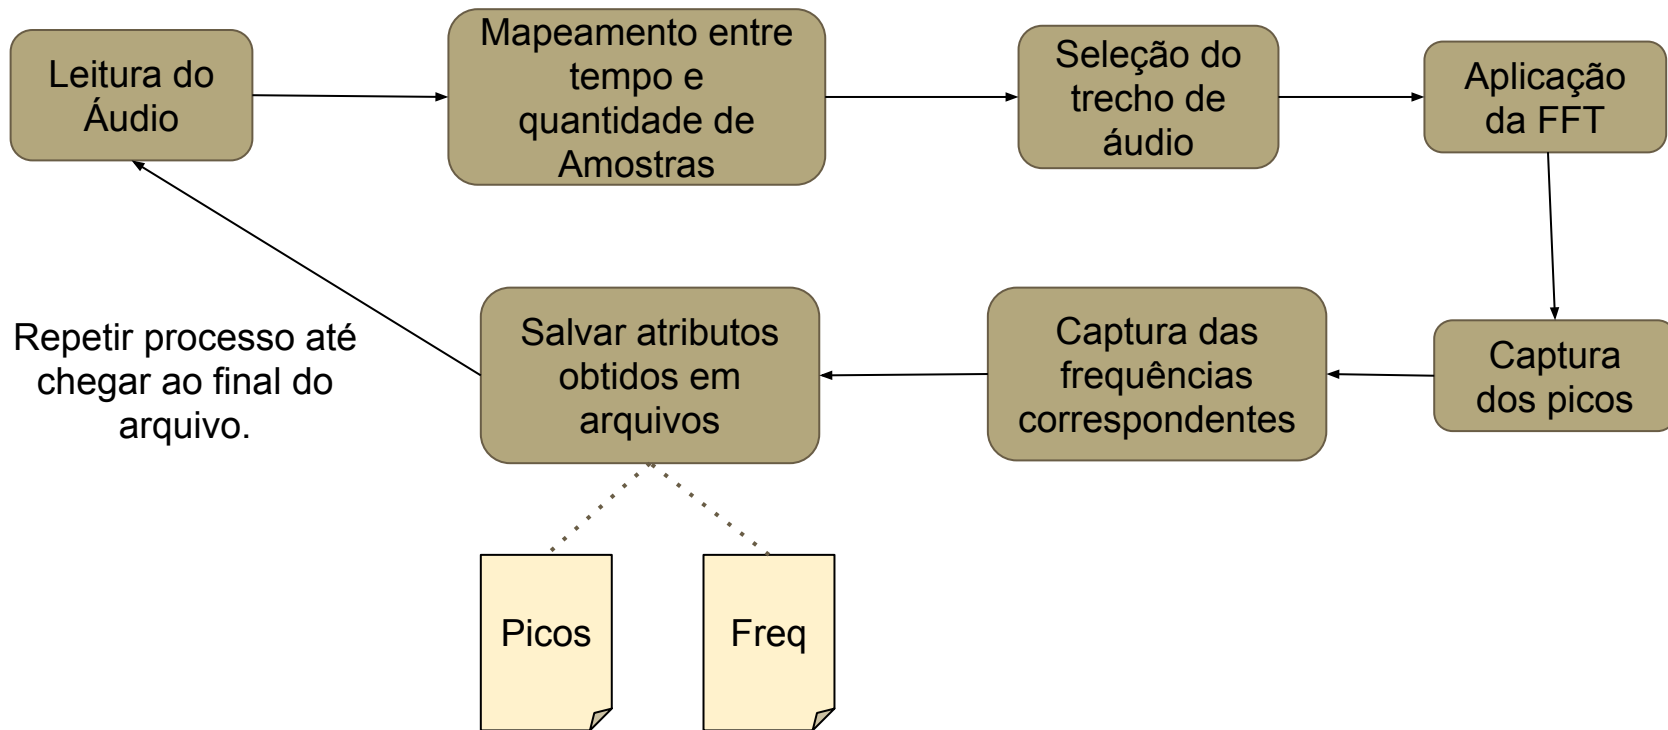 Leitura do
Áudio
Mapeamento entre
tempo e
quantidade de
Amostras
Seleção do
trecho de
áudio
Aplicação
da FFT
Captura
dos picos
Captura das
frequências
correspondentes
Salvar atributos
obtidos em
arquivos
Repetir processo até
chegar ao final do
arquivo.
Picos
Freq